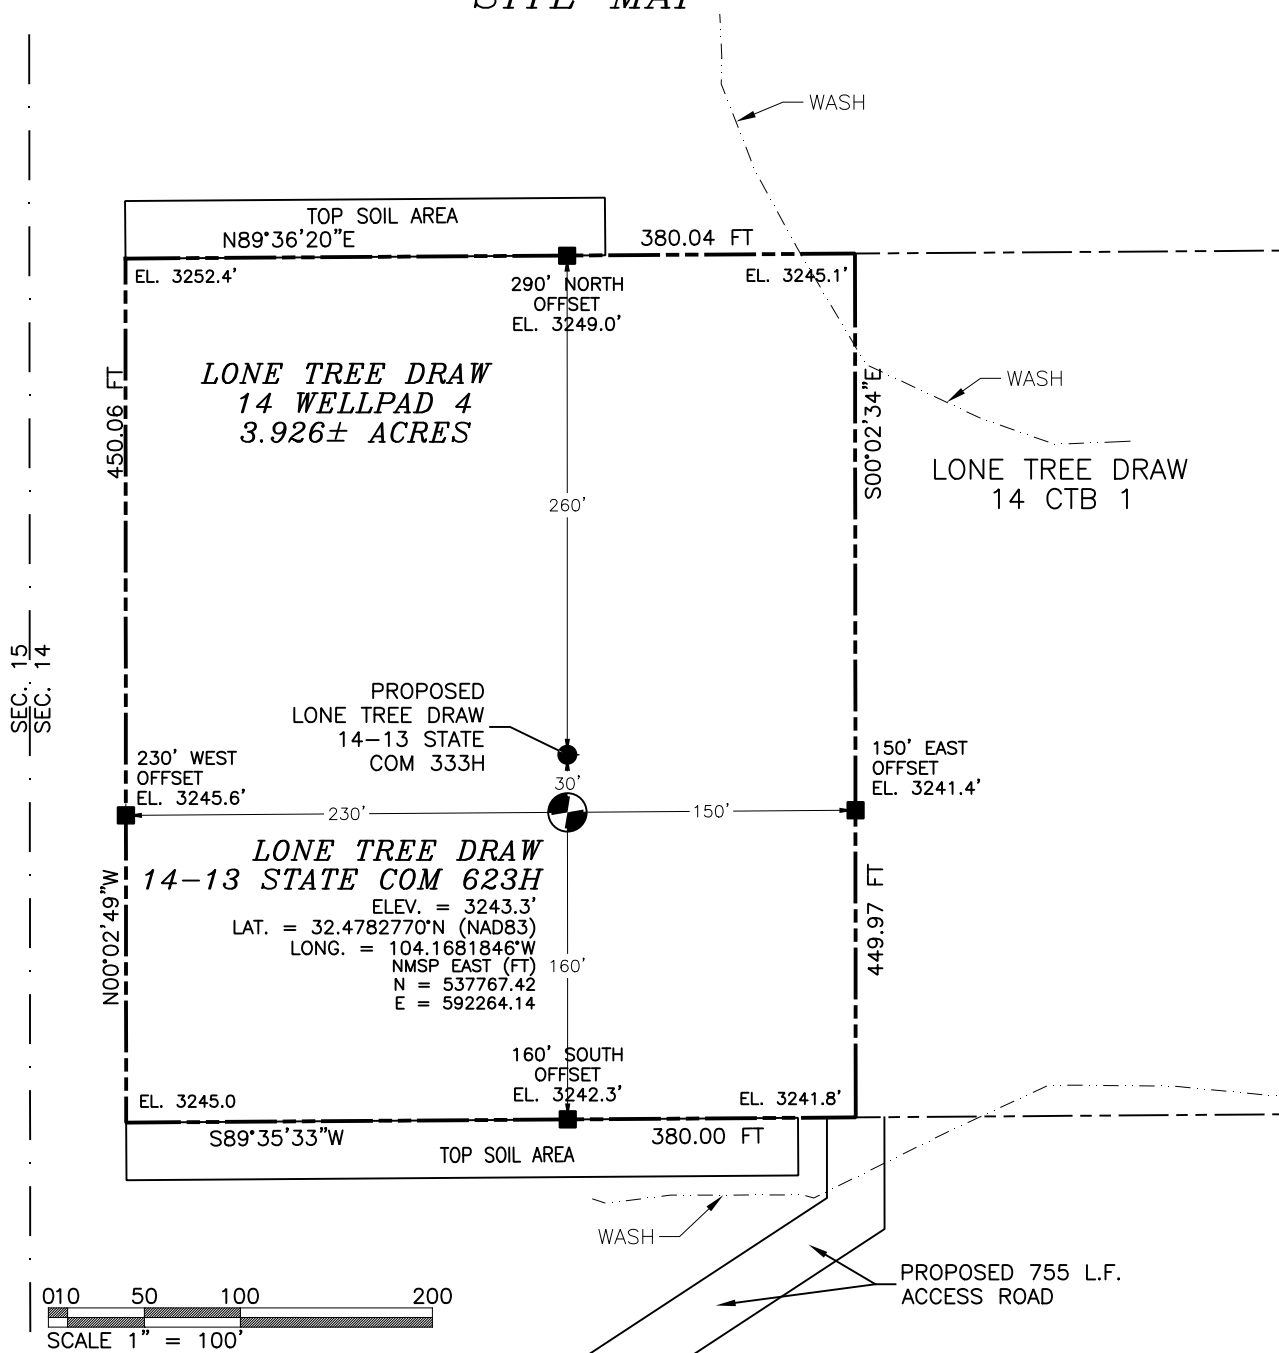 SITE MAP
WASH
TOP SOIL AREA
N89°36'20"E
380.04 FT
EL. 3252.4'
290' NORTH
OFFSET
EL. 3249.0'
EL. 3245.1'
LONE TREE DRAW
14 WELLPAD 4
3.926± ACRES
450.06 FT
S00°02'34"E
WASH
LONE TREE DRAW
14 CTB 1
260'
SEC. 15
SEC. 14
PROPOSED
LONE TREE DRAW
14-13 STATE
COM 333H
230' WEST
OFFSET
EL. 3245.6'
150' EAST
OFFSET
EL. 3241.4'
30'
230'
150'
LONE TREE DRAW
14-13 STATE COM 623H
ELEV. = 3243.3'
LAT. = 32.4782770°N (NAD83)
LONG. = 104.1681846°W
NMSP EAST (FT)
N = 537767.42
E = 592264.14
160'
N00°02'49"W
449.97 FT
160' SOUTH
OFFSET
EL. 3242.3'
EL. 3245.0
EL. 3241.8'
S89°35'33"W
380.00 FT
TOP SOIL AREA
WASH
PROPOSED 755 L.F.
ACCESS ROAD
010 50 100 200
SCALE 1" = 100'